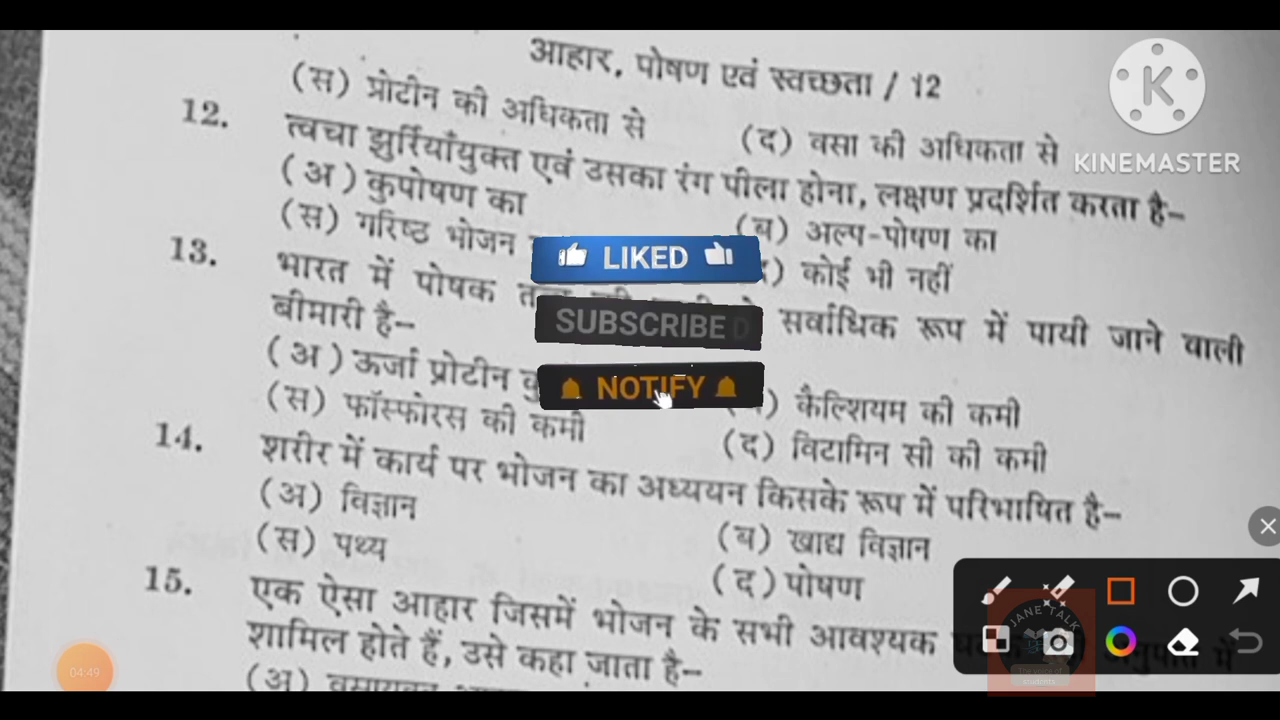 आहार, पोषण एवं स्वच्छता / 12
(स) प्रोटीन की अधिकता से (द) वसा की अधिकता से
12. त्वचा झुर्रियाँयुक्त एवं उसका रंग पीला होना, लक्षण प्रदर्शित करता है–
(अ) कुपोषण का (ब) अल्प-पोषण का
(स) गरिष्ठ भोजन कोई भी नहीं
13. भारत में पोषक सर्वाधिक रूप में पायी जाने वाली
बीमारी है–
(अ) ऊर्जा प्रोटीन कैल्शियम की कमी
(स) फॉस्फोरस की कमी (द) विटामिन सी की कमी
14. शरीर में कार्य पर भोजन का अध्ययन किसके रूप में परिभाषित है–
(अ) विज्ञान (ब) खाद्य विज्ञान
(स) पथ्य (द) पोषण
15. एक ऐसा आहार जिसमें भोजन के सभी आवश्यक में
शामिल होते हैं, उसे कहा जाता है–
(अ)
KINEMASTER
LIKED
SUBSCRIBE
NOTIFY
04:49
JANE TALK